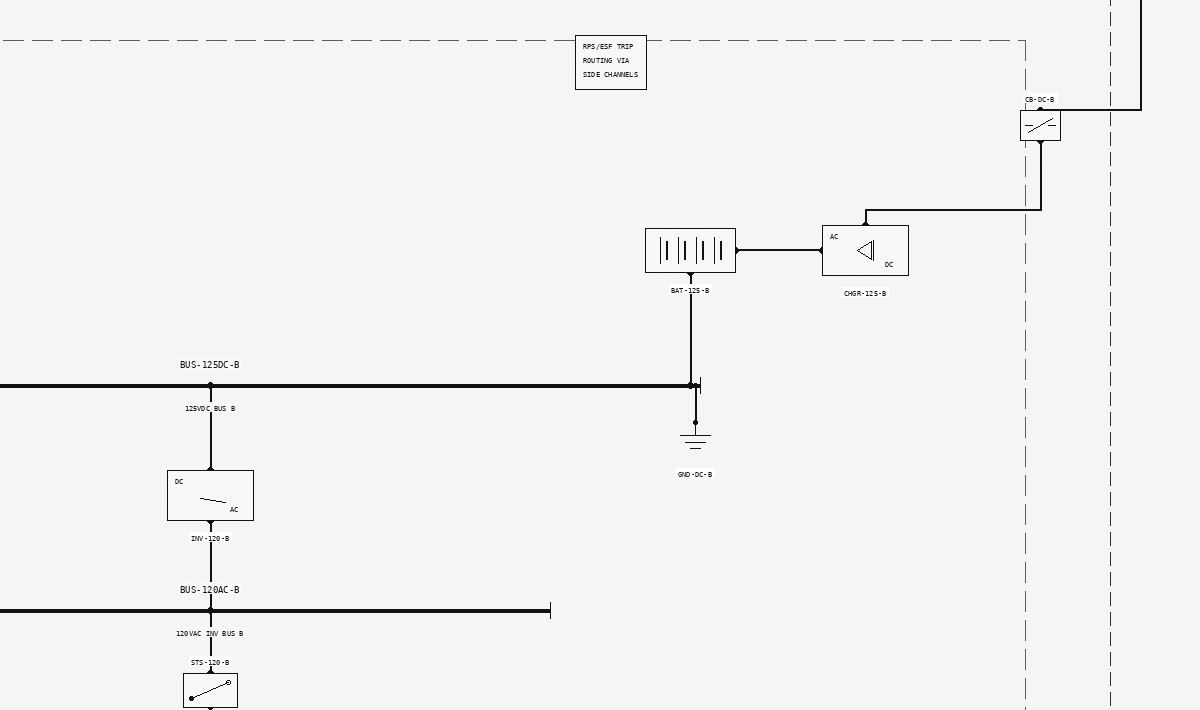 RPS/ESF TRIP
ROUTING VIA
SIDE CHANNELS
CB-DC-B
AC
DC
BAT-125-B
CHGR-125-B
BUS-125DC-B
125VDC BUS B
GND-DC-B
DC
AC
INV-120-B
BUS-120AC-B
120VAC INV BUS B
STS-120-B